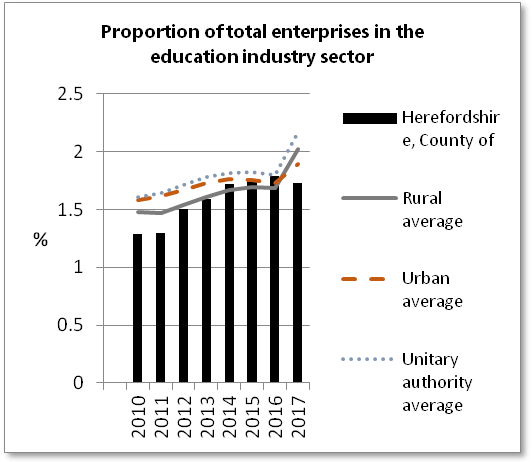 Proportion of total enterprises in the
education industry sector
2.5
2
1.5
1
0.5
0
%
2010
2011
2012
2013
2014
2015
2016
2017
Herefordshir
e, County of
Rural
average
Urban
average
Unitary
authority
average